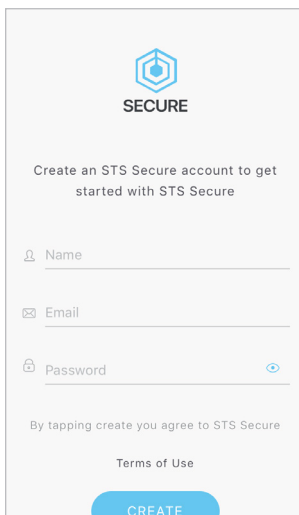 SECURE
Create an STS Secure account to get
started with STS Secure
Name
Email
Password
By tapping create you agree to STS Secure
Terms of Use
CREATE